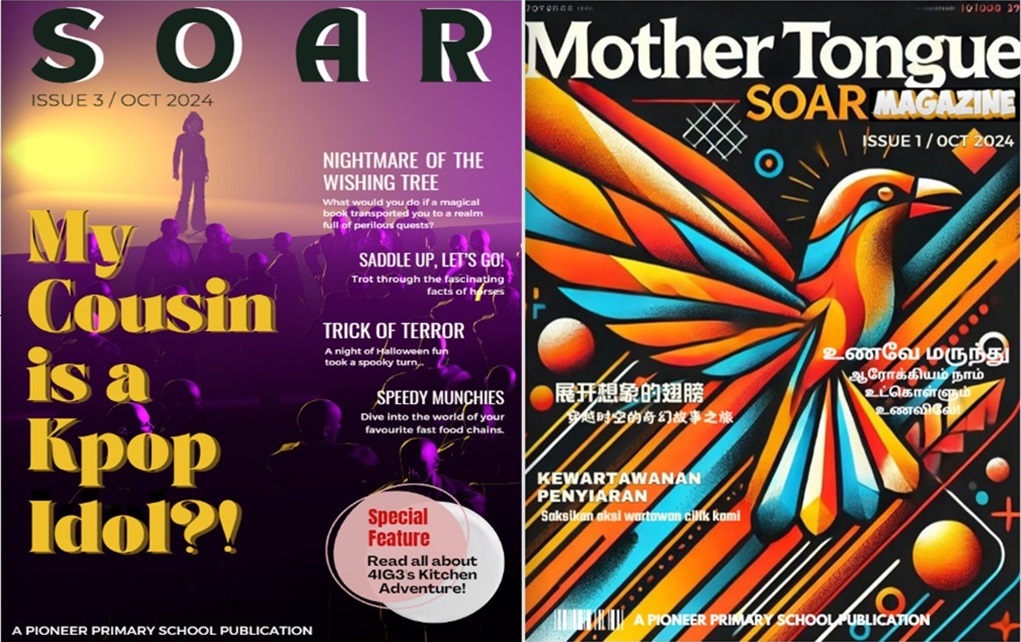 SOAR
ISSUE 3 / OCT 2024
NIGHTMARE OF THE
WISHING TREE
What would you do if a magical
book transported you to a realm
full of perilous quests?
SADDLE UP, LET'S GO!
Trot through the fascinating
facts of horses
TRICK OF TERROR
A night of Halloween fun
took a spooky turn...
SPEEDY MUNCHIES
Dive into the world of your
favourite fast food chains.
My
Cousin
is a
Kpop
Idol?!
Special
Feature
Read all about
4IG3's Kitchen
Adventure!
A PIONEER PRIMARY SCHOOL PUBLICATION
Mother Tongue
SOAR MAGAZINE
ISSUE 1 / OCT 2024
உணவே மருந்து
ஆரோக்கியம் நாம்
உட்கொள்ளும்
உணவிலே!
展开想象的翅膀
穿越时空的奇幻故事之旅
KEWARTAWANAN
PENYIARAN
Saksikan aksi wartawan cilik kami
A PIONEER PRIMARY SCHOOL PUBLICATION